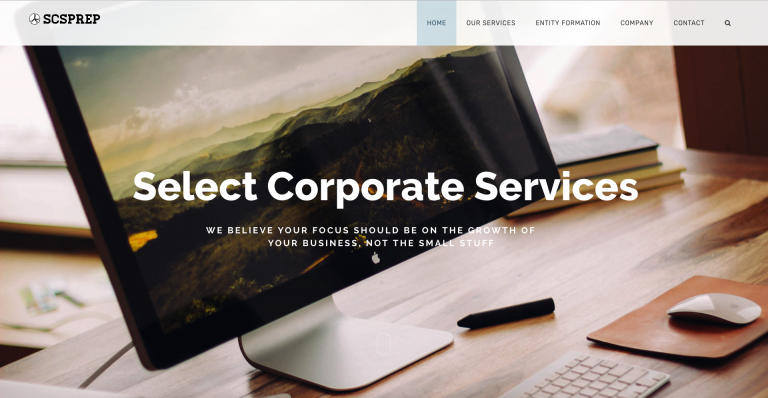 SCSPREP
HOME OUR SERVICES ENTITY FORMATION COMPANY CONTACT
Select Corporate Services
WE BELIEVE YOUR FOCUS SHOULD BE ON THE GROWTH OF
YOUR BUSINESS, NOT THE SMALL STUFF